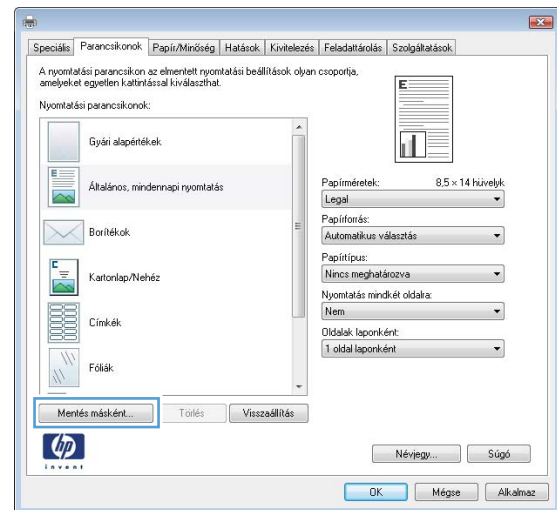 Speciális Parancsikonok Papír/Minőség Hatások Kivitelezés Feladattárolás Szolgáltatások
A nyomtatási parancsikon az elmentett nyomtatási beállítások olyan csoportja,
amelyeket egyetlen kattintással kiválaszthat.
Nyomtatási parancsikonok:
Gyári alapértékek
Általános, mindennapi nyomtatás
Borítékok
Kartonlap/Nehéz
Címkék
Fóliák
Mentés másként... Törlés Visszaállítás
E
Papírméretek: 8,5 × 14 hüvelyk
Legal
Papírforrás:
Automatikus választás
Papírtípus:
Nincs meghatározva
Nyomtatás mindkét oldalra:
Nem
Oldalak laponként:
1 oldal laponként
hp
invent
Névjegy... Súgó
OK Mégse Alkalmaz